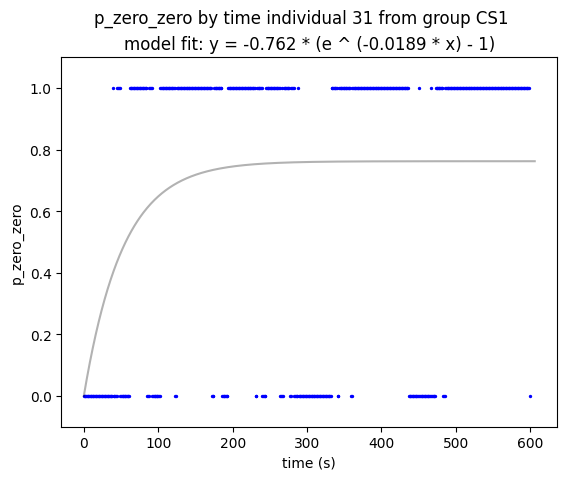 p_zero_zero by time individual 31 from group CS1
model fit: y = -0.762 * (e ^ (-0.0189 * x) - 1)
1.0
0.8
0.6
0.4
0.2
0.0
p_zero_zero
0 100 200 300 400 500 600
time (s)